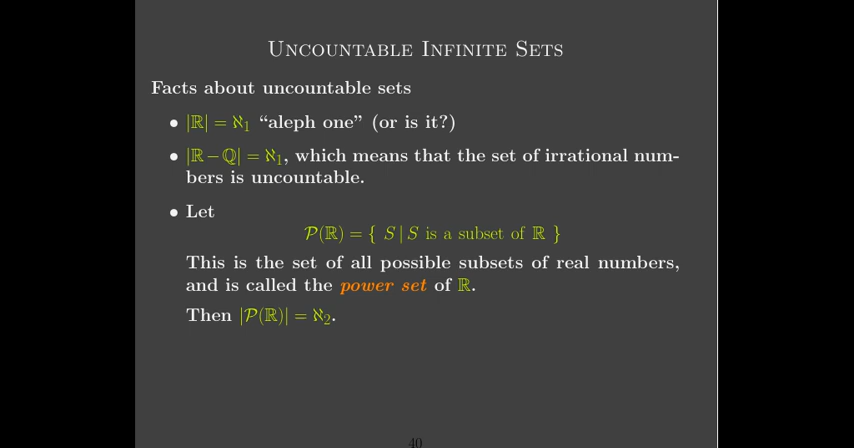 Uncountable Infinite Sets
Facts about uncountable sets
• |ℝ| = ℵ₁ “aleph one” (or is it?)
• |ℝ − ℚ| = ℵ₁, which means that the set of irrational num-
bers is uncountable.
• Let
𝒫(ℝ) = { S | S is a subset of ℝ }
This is the set of all possible subsets of real numbers,
and is called the power set of ℝ.
Then |𝒫(ℝ)| = ℵ₂.
40